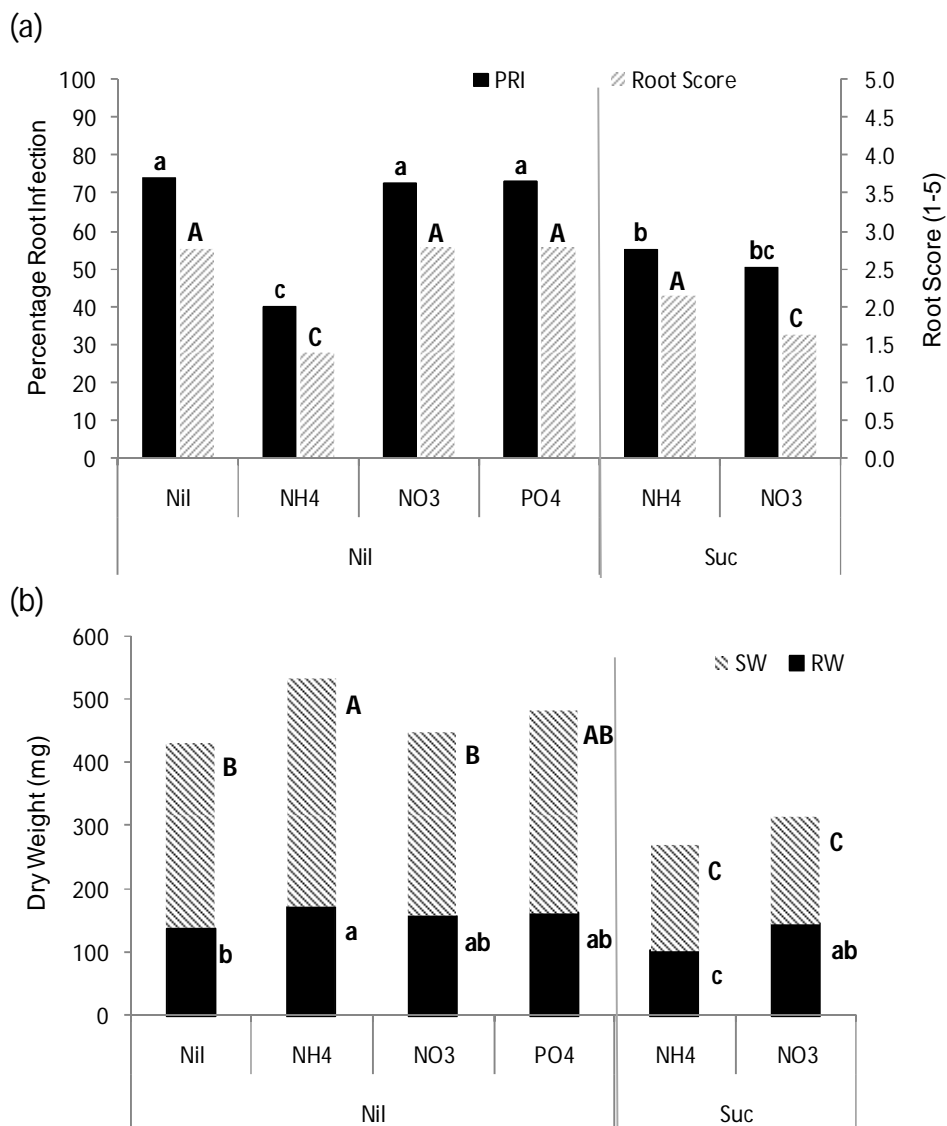 (a)
PRI Root Score
100
90
80
70
60
50
40
30
20
10
0
Percentage Root Infection
5.0
4.5
4.0
3.5
3.0
2.5
2.0
1.5
1.0
0.5
0.0
Root Score (1-5)
a A c C a A a A b A bc C
Nil NH4 NO3 PO4 NH4 NO3
Nil Suc
(b)
SW RW
600
500
400
300
200
100
0
Dry Weight (mg)
B A B AB C C
b a ab ab c ab
Nil NH4 NO3 PO4 NH4 NO3
Nil Suc